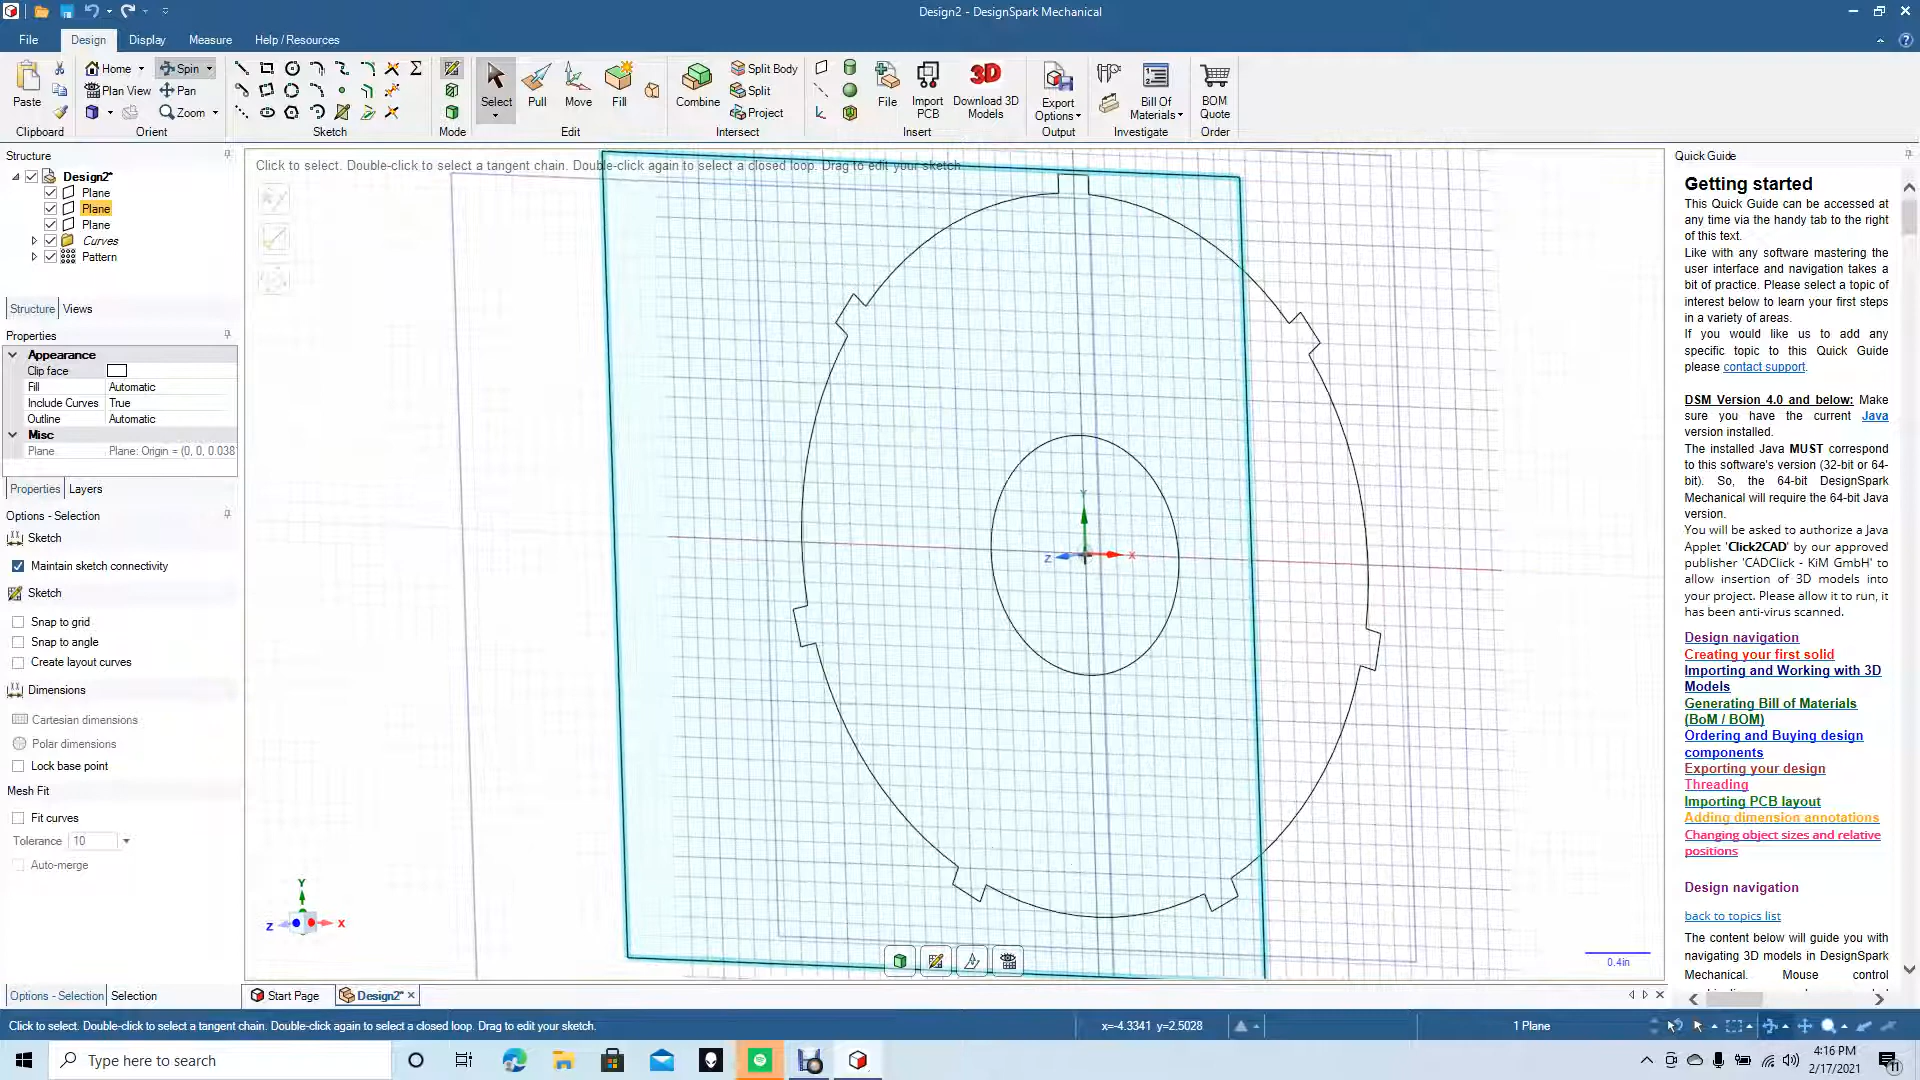 Design2 - DesignSpark Mechanical
File Design Display Measure Help / Resources
Paste
Clipboard
Home Spin
Plan View Pan
Zoom
Orient
Sketch
Mode
Select Pull Move Fill
Edit
Combine
Split Body
Split
Project
Intersect
File Import PCB Download 3D Models
Insert
Export Options
Output
Bill Of Materials
Investigate
BOM Quote
Order
Structure
Design2*
Plane
Plane
Plane
Curves
Pattern
Structure Views
Properties
Appearance
Clip face
Fill Automatic
Include Curves True
Outline Automatic
Misc
Plane Plane: Origin = (0, 0, 0.038
Properties Layers
Options - Selection
Sketch
Maintain sketch connectivity
Sketch
Snap to grid
Snap to angle
Create layout curves
Dimensions
Cartesian dimensions
Polar dimensions
Lock base point
Mesh Fit
Fit curves
Tolerance 10
Auto-merge
Options - Selection Selection
Click to select. Double-click to select a tangent chain. Double-click again to select a closed loop. Drag to edit your sketch.
Y
Z X
Y
Z X
0.4in
Start Page Design2*
Quick Guide
Getting started
This Quick Guide can be accessed at
any time via the handy tab to the right
of this text.
Like with any software mastering the
user interface and navigation takes a
bit of practice. Please select a topic of
interest below to learn your first steps
in a variety of areas.
If you would like us to add any
specific topic to this Quick Guide
please contact support.
DSM Version 4.0 and below: Make
sure you have the current Java
version installed.
The installed Java MUST correspond
to this software's version (32-bit or 64-
bit). So, the 64-bit DesignSpark
Mechanical will require the 64-bit Java
version.
You will be asked to authorize a Java
Applet 'Click2CAD' by our approved
publisher 'CADClick - KiM GmbH' to
allow insertion of 3D models into
your project. Please allow it to run, it
has been anti-virus scanned.
Design navigation
Creating your first solid
Importing and Working with 3D
Models
Generating Bill of Materials
(BoM / BOM)
Ordering and Buying design
components
Exporting your design
Threading
Importing PCB layout
Adding dimension annotations
Changing object sizes and relative
positions
Design navigation
back to topics list
The content below will guide you with
navigating 3D models in DesignSpark
Mechanical. Mouse control
Click to select. Double-click to select a tangent chain. Double-click again to select a closed loop. Drag to edit your sketch.
x=-4.3341 y=2.5028
1 Plane
Type here to search
4:16 PM
2/17/2021
11